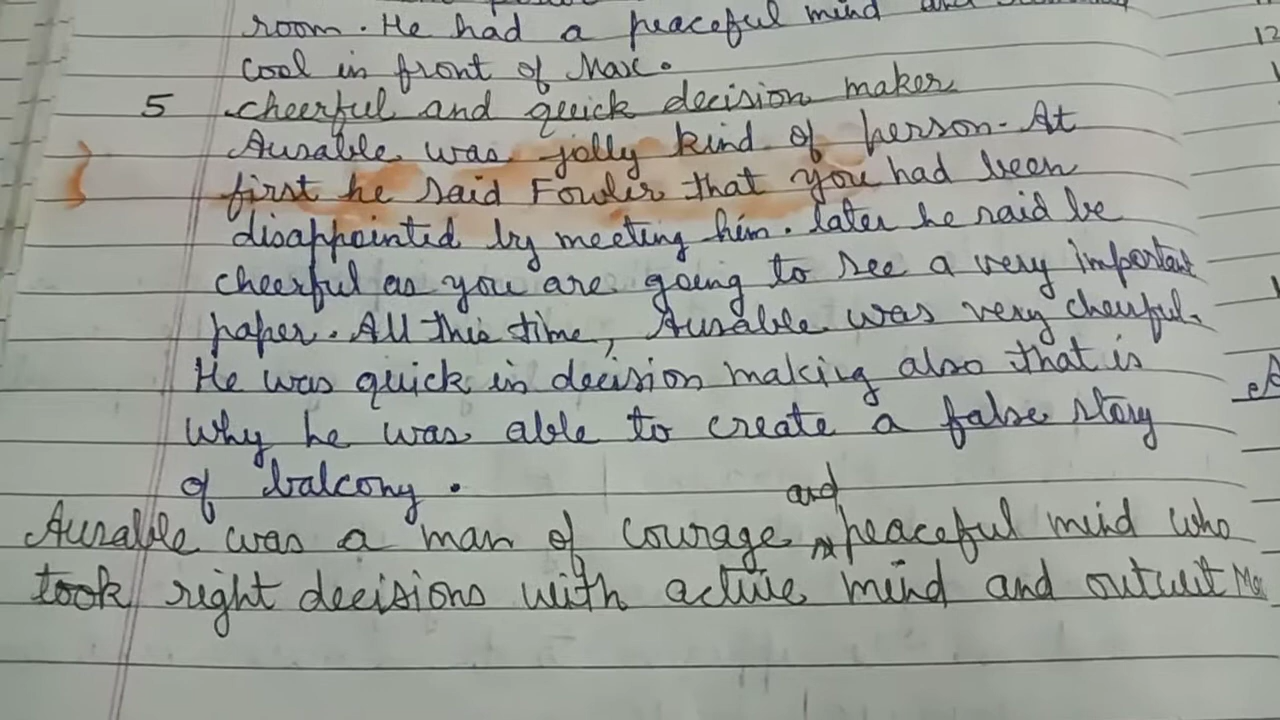 room. He had a peaceful mind and
cool in front of Max.
5 cheerful and quick decision maker
Ausable was jolly kind of person. At
first he said Fowler that you had been
disappointed by meeting him. later he said be
cheerful as you are going to see a very important
paper. All this time, Ausable was very cheerful.
He was quick in decision making also that is
why he was able to create a false story
of balcony.
and
Ausable was a man of courage peaceful mind who
took right decisions with active mind and outwit
12